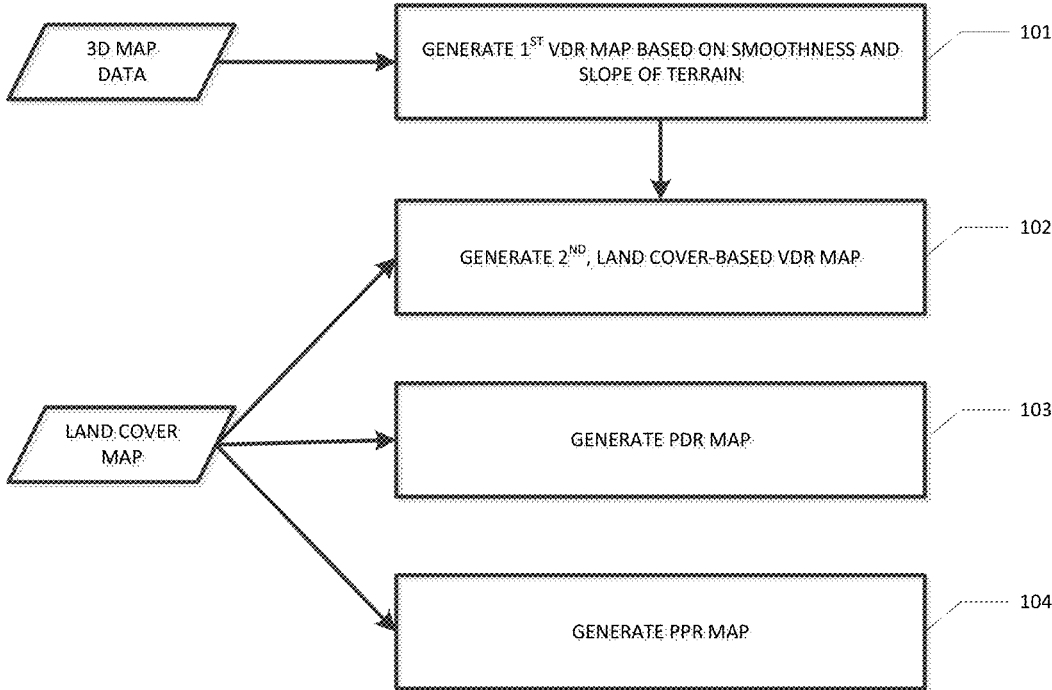 3D MAP
DATA
GENERATE 1ST VDR MAP BASED ON SMOOTHNESS AND
SLOPE OF TERRAIN
101
GENERATE 2ND, LAND COVER-BASED VDR MAP
102
LAND COVER
MAP
GENERATE PDR MAP
103
GENERATE PPR MAP
104